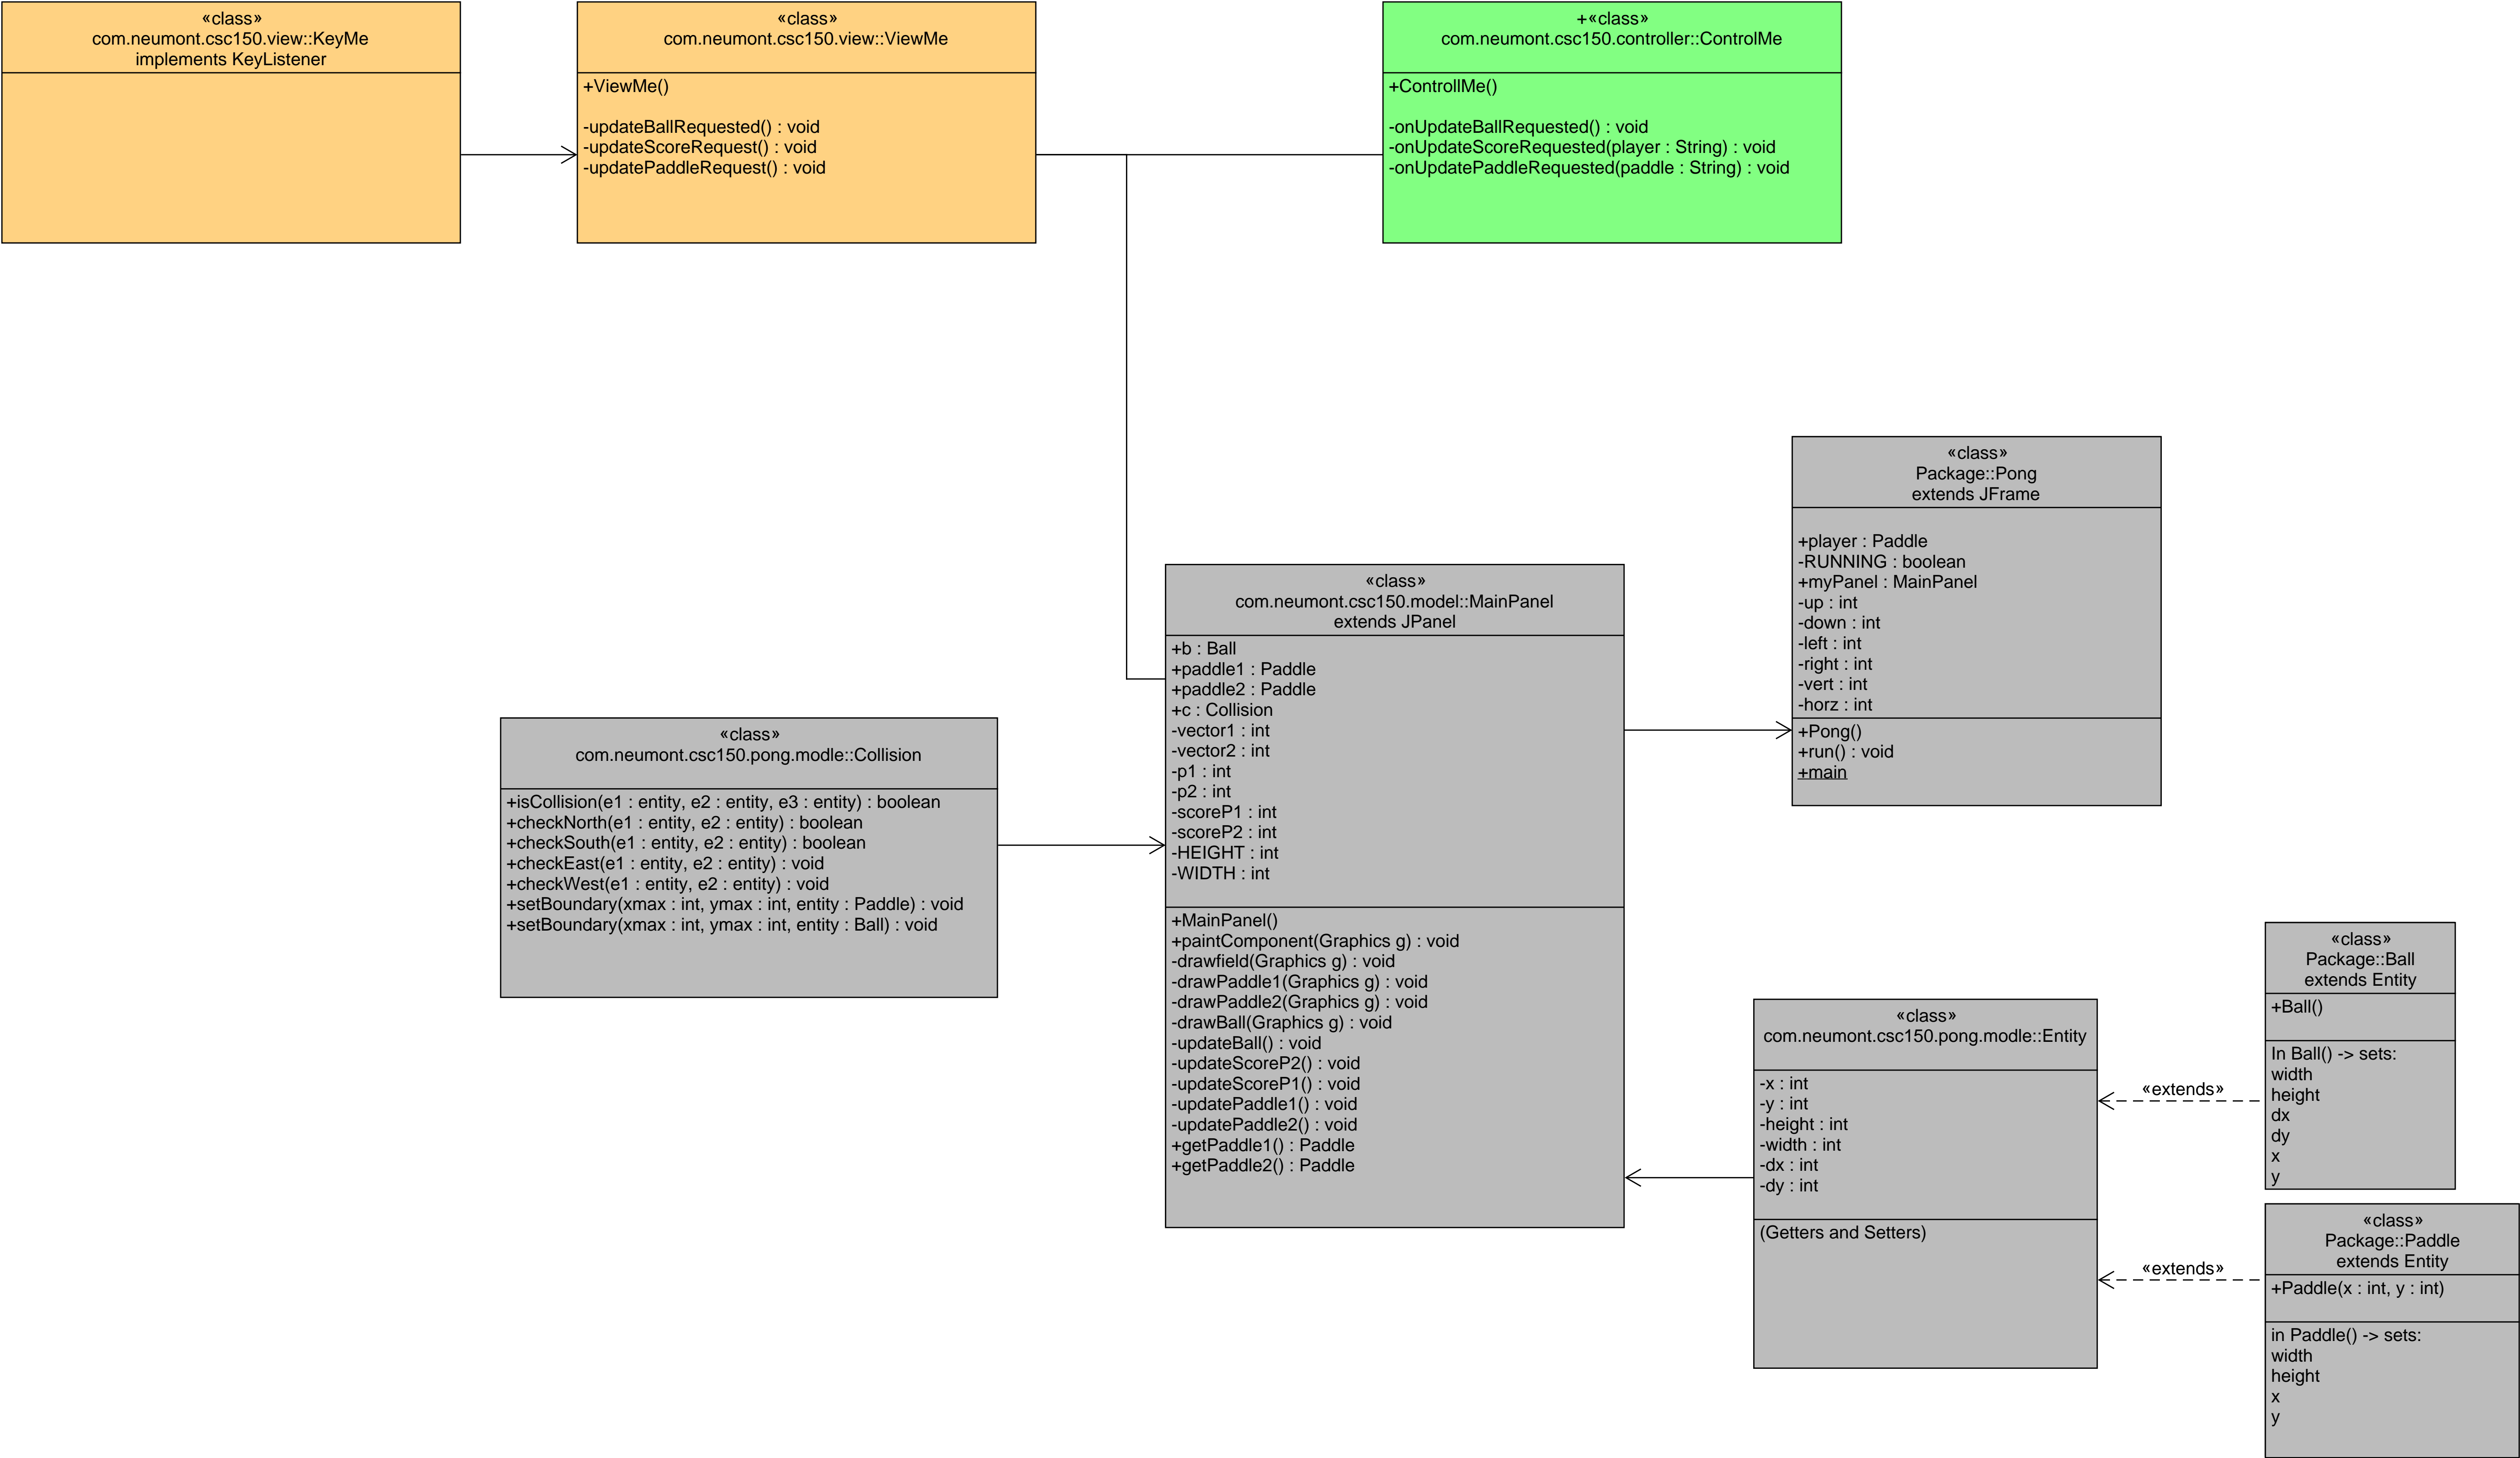 «class»
com.neumont.csc150.view::KeyMe
implements KeyListener
«class»
com.neumont.csc150.view::ViewMe
+ViewMe()
-updateBallRequested() : void
-updateScoreRequest() : void
-updatePaddleRequest() : void
+«class»
com.neumont.csc150.controller::ControlMe
+ControllMe()
-onUpdateBallRequested() : void
-onUpdateScoreRequested(player : String) : void
-onUpdatePaddleRequested(paddle : String) : void
«class»
Package::Pong
extends JFrame
+player : Paddle
-RUNNING : boolean
+myPanel : MainPanel
-up : int
-down : int
-left : int
-right : int
-vert : int
-horz : int
+Pong()
+run() : void
+main
«class»
com.neumont.csc150.model::MainPanel
extends JPanel
+b : Ball
+paddle1 : Paddle
+paddle2 : Paddle
+c : Collision
-vector1 : int
-vector2 : int
-p1 : int
-p2 : int
-scoreP1 : int
-scoreP2 : int
-HEIGHT : int
-WIDTH : int
+MainPanel()
+paintComponent(Graphics g) : void
-drawfield(Graphics g) : void
-drawPaddle1(Graphics g) : void
-drawPaddle2(Graphics g) : void
-drawBall(Graphics g) : void
-updateBall() : void
-updateScoreP2() : void
-updateScoreP1() : void
-updatePaddle1() : void
-updatePaddle2() : void
+getPaddle1() : Paddle
+getPaddle2() : Paddle
«class»
com.neumont.csc150.pong.modle::Collision
+isCollision(e1 : entity, e2 : entity, e3 : entity) : boolean
+checkNorth(e1 : entity, e2 : entity) : boolean
+checkSouth(e1 : entity, e2 : entity) : boolean
+checkEast(e1 : entity, e2 : entity) : void
+checkWest(e1 : entity, e2 : entity) : void
+setBoundary(xmax : int, ymax : int, entity : Paddle) : void
+setBoundary(xmax : int, ymax : int, entity : Ball) : void
«class»
com.neumont.csc150.pong.modle::Entity
-x : int
-y : int
-height : int
-width : int
-dx : int
-dy : int
(Getters and Setters)
«extends»
«extends»
«class»
Package::Ball
extends Entity
+Ball()
In Ball() -> sets:
width
height
dx
dy
x
y
«class»
Package::Paddle
extends Entity
+Paddle(x : int, y : int)
in Paddle() -> sets:
width
height
x
y